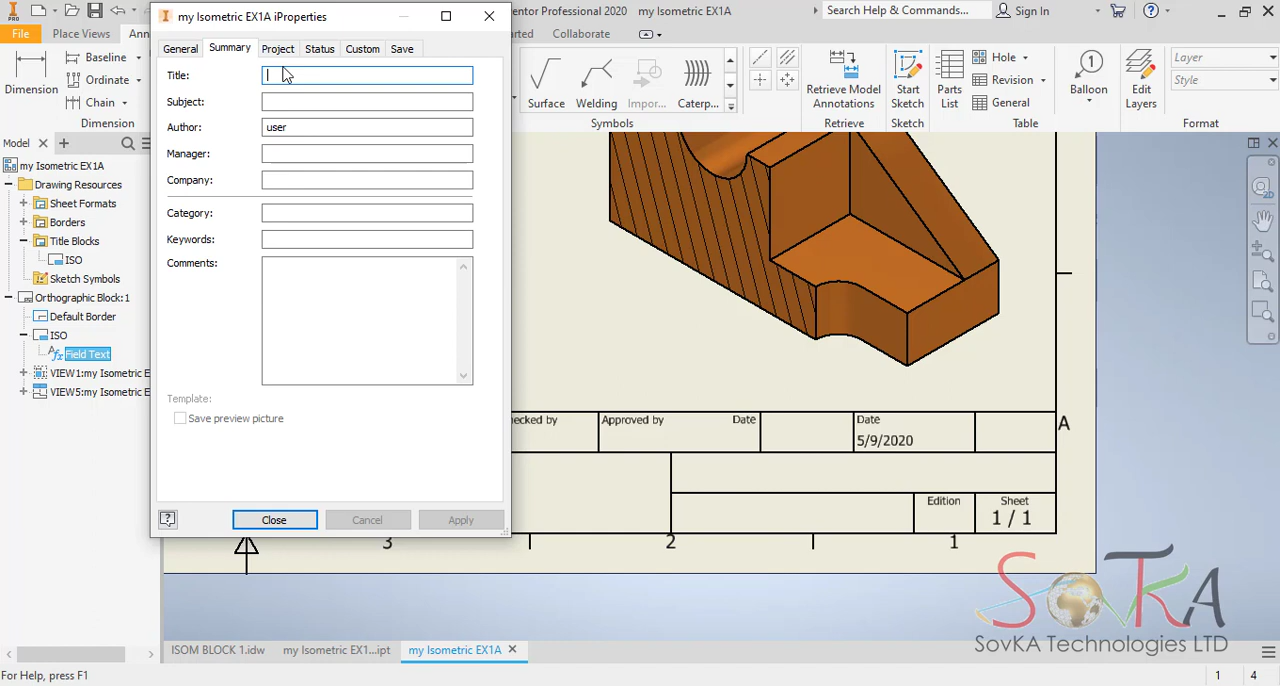 my Isometric EX1A iProperties
ventor Professional 2020 my Isometric EX1A
Search Help & Commands...
Sign In
File
Place Views
Ann
Collaborate
General
Summary
Project
Status
Custom
Save
Title:
Subject:
Author:
user
Manager:
Company:
Category:
Keywords:
Comments:
Template:
Save preview picture
Close
Cancel
Apply
Dimension
Baseline
Ordinate
Chain
Dimension
Surface
Welding
Impor...
Caterp...
Symbols
Retrieve Model
Annotations
Retrieve
Start
Sketch
Sketch
Parts
List
Hole
Revision
General
Table
Balloon
Edit
Layers
Layer
Style
Format
Model
my Isometric EX1A
Drawing Resources
Sheet Formats
Borders
Title Blocks
ISO
Sketch Symbols
Orthographic Block:1
Default Border
ISO
Field Text
VIEW1:my Isometric E
VIEW5:my Isometric E
ecked by
Approved by
Date
Date
5/9/2020
A
Edition
Sheet
1 / 1
3
2
1
SovKA
SovKA Technologies LTD
ISOM BLOCK 1.idw
my Isometric EX1...ipt
my Isometric EX1A
For Help, press F1
1
4